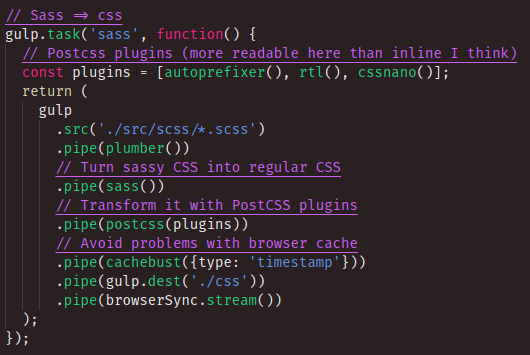 // Sass => css
gulp.task('sass', function() {
// Postcss plugins (more readable here than inline I think)
const plugins = [autoprefixer(), rtl(), cssnano()];
return (
gulp
.src('./src/scss/*.scss')
.pipe(plumber())
// Turn sassy CSS into regular CSS
.pipe(sass())
// Transform it with PostCSS plugins
.pipe(postcss(plugins))
// Avoid problems with browser cache
.pipe(cachebust({type: 'timestamp'}))
.pipe(gulp.dest('./css'))
.pipe(browserSync.stream())
);
});